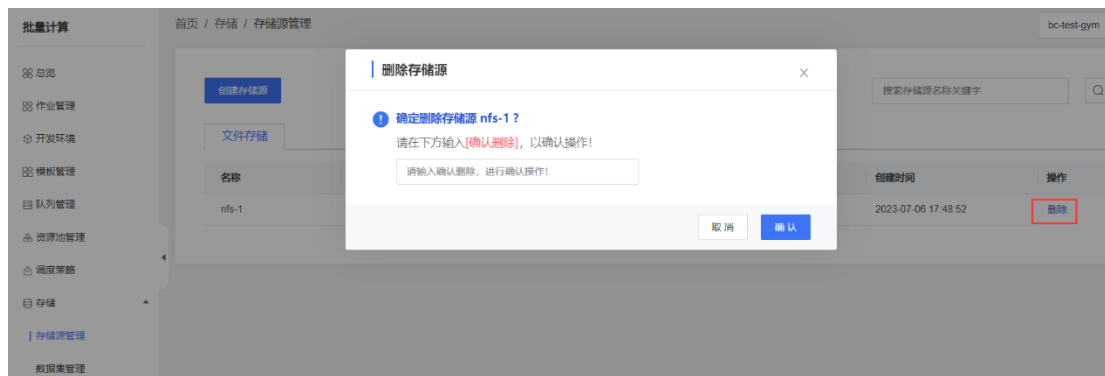 批量计算
首页 / 存储 / 存储源管理
bc-test-gym
总览
作业管理
开发环境
模板管理
队列管理
资源池管理
调度策略
存储
存储源管理
数据集管理
创建存储源
搜索存储源名称关键字
文件存储
名称
创建时间
操作
nfs-1
2023-07-06 17:48:52
删除
删除存储源
确定删除存储源 nfs-1？
请在下方输入[确认删除]，以确认操作！
请输入确认删除，进行确认操作！
取消
确认